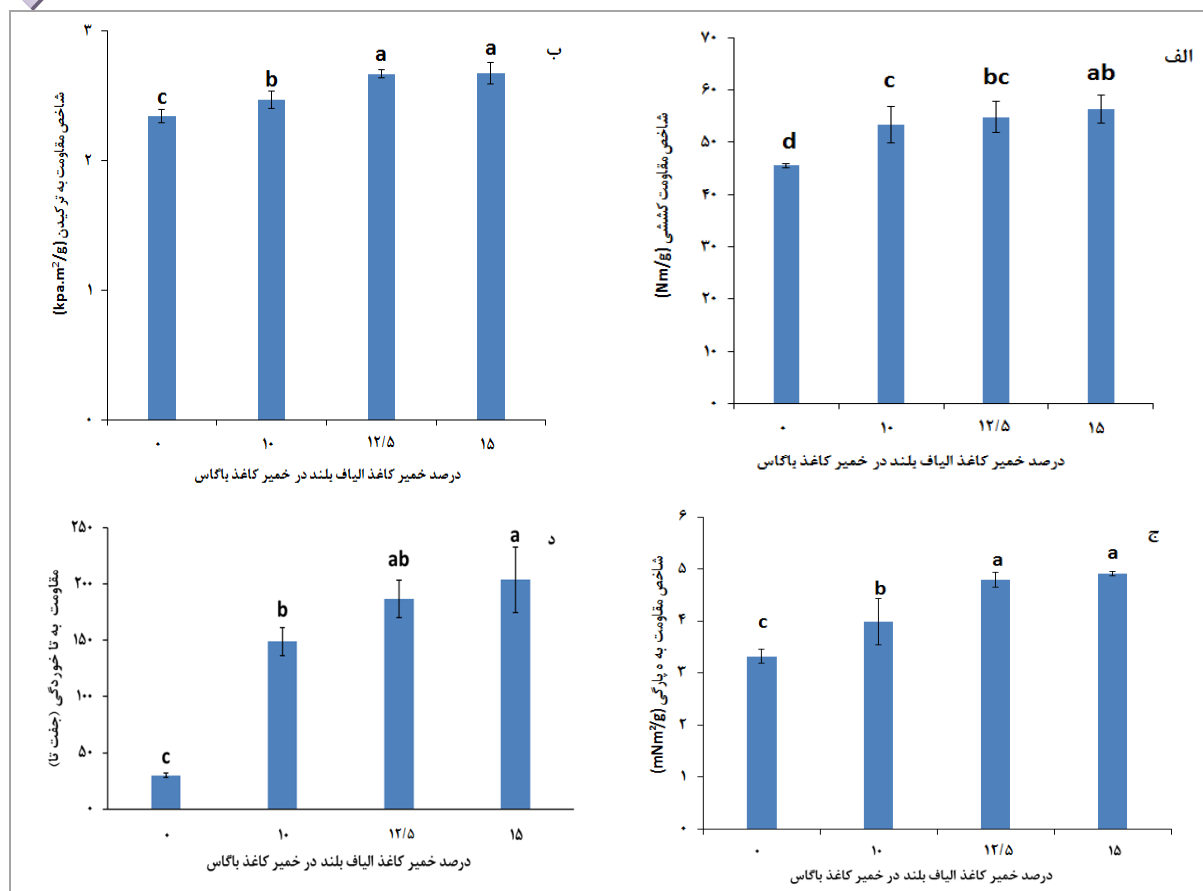 الف
شاخص مقاومت کششی
(Nm/g)
۷۰
۶۰
۵۰
۴۰
۳۰
۲۰
۱۰
۰
d
c
bc
ab
۰ ۱۰ ۱۲/۵ ۱۵
درصد خمیر کاغذ الیاف بلند در خمیر کاغذ باگاس
ب
شاخص مقاومت به ترکیدن (kpa.m²/g)
۳
۲
۱
۰
c
b
a
a
۰ ۱۰ ۱۲/۵ ۱۵
درصد خمیر کاغذ الیاف بلند در خمیر کاغذ باگاس
ج
شاخص مقاومت به ه پارگی (mNm²/g)
۶
۵
۴
۳
۲
۱
۰
c
b
a
a
۰ ۱۰ ۱۲/۵ ۱۵
درصد خمیر کاغذ الیاف بلند در خمیر کاغذ باگاس
د
مقاومت به تا خوردگی (جفت تا)
۲۵۰
۲۰۰
۱۵۰
۱۰۰
۵۰
۰
c
b
ab
a
۰ ۱۰ ۱۲/۵ ۱۵
درصد خمیر کاغذ الیاف بلند در خمیر کاغذ باگاس